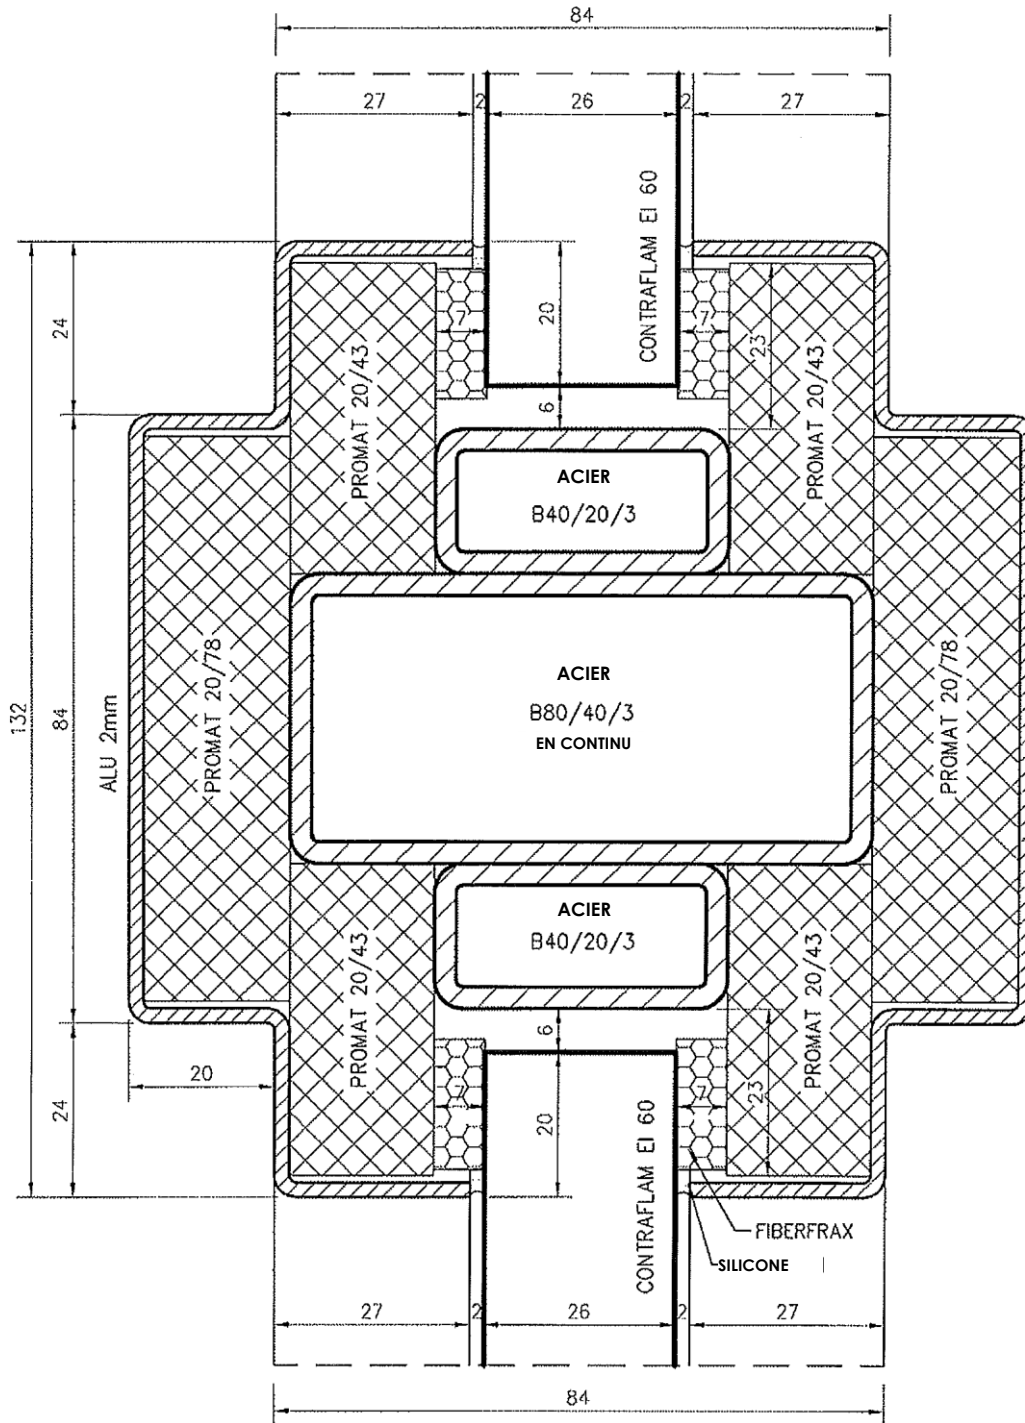 84
27
2
26
2
27
CONTRAFLAM EI 60
24
20
7
7
23
PROMAT 20/43
PROMAT 20/43
6
ACIER
B40/20/3
132
84
ALU 2mm
PROMAT 20/78
ACIER
B80/40/3
EN CONTINU
PROMAT 20/78
ACIER
B40/20/3
PROMAT 20/43
PROMAT 20/43
6
20
24
7
20
7
23
CONTRAFLAM EI 60
FIBERFRAX
SILICONE
27
2
26
2
27
84